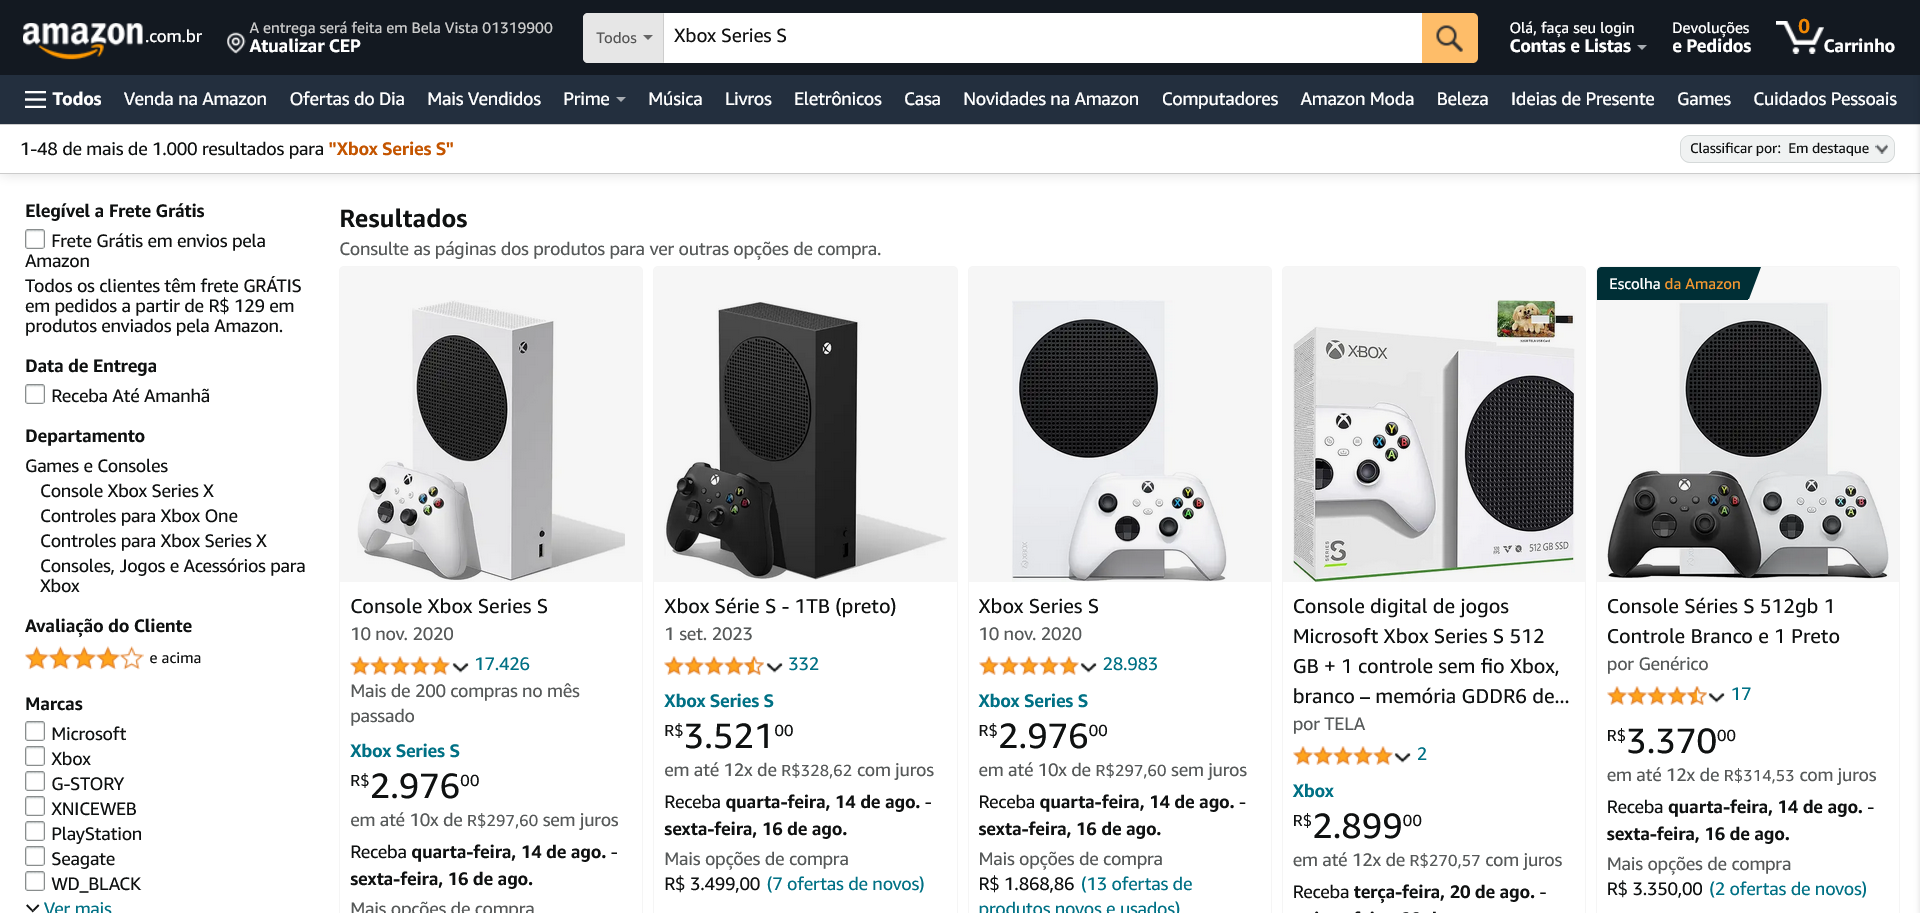 amazon.com.br
A entrega será feita em Bela Vista 01319900
Atualizar CEP
Todos
Xbox Series S
Olá, faça seu login
Contas e Listas
Devoluções
e Pedidos
0
Carrinho
Todos
Venda na Amazon
Ofertas do Dia
Mais Vendidos
Prime
Música
Livros
Eletrônicos
Casa
Novidades na Amazon
Computadores
Amazon Moda
Beleza
Ideias de Presente
Games
Cuidados Pessoais
1-48 de mais de 1.000 resultados para "Xbox Series S"
Classificar por: Em destaque
Elegível a Frete Grátis
Frete Grátis em envios pela
Amazon
Todos os clientes têm frete GRÁTIS
em pedidos a partir de R$ 129 em
produtos enviados pela Amazon.
Data de Entrega
Receba Até Amanhã
Departamento
Games e Consoles
Console Xbox Series X
Controles para Xbox One
Controles para Xbox Series X
Consoles, Jogos e Acessórios para
Xbox
Avaliação do Cliente
e acima
Marcas
Microsoft
Xbox
G-STORY
XNICEWEB
PlayStation
Seagate
WD_BLACK
Ver mais
Resultados
Consulte as páginas dos produtos para ver outras opções de compra.
Console Xbox Series S
10 nov. 2020
17.426
Mais de 200 compras no mês
passado
Xbox Series S
R$2.97600
em até 10x de R$297,60 sem juros
Receba quarta-feira, 14 de ago. -
sexta-feira, 16 de ago.
Mais opções de compra
Xbox Série S - 1TB (preto)
1 set. 2023
332
Xbox Series S
R$3.52100
em até 12x de R$328,62 com juros
Receba quarta-feira, 14 de ago. -
sexta-feira, 16 de ago.
Mais opções de compra
R$ 3.499,00 (7 ofertas de novos)
Xbox Series S
10 nov. 2020
28.983
Xbox Series S
R$2.97600
em até 10x de R$297,60 sem juros
Receba quarta-feira, 14 de ago. -
sexta-feira, 16 de ago.
Mais opções de compra
R$ 1.868,86 (13 ofertas de
produtos novos e usados)
XBOX
SERIES S
512 GB SSD
Console digital de jogos
Microsoft Xbox Series S 512
GB + 1 controle sem fio Xbox,
branco – memória GDDR6 de...
por TELA
2
Xbox
R$2.89900
em até 12x de R$270,57 com juros
Receba terça-feira, 20 de ago. -
Escolha da Amazon
Console Séries S 512gb 1
Controle Branco e 1 Preto
por Genérico
17
R$3.37000
em até 12x de R$314,53 com juros
Receba quarta-feira, 14 de ago. -
sexta-feira, 16 de ago.
Mais opções de compra
R$ 3.350,00 (2 ofertas de novos)